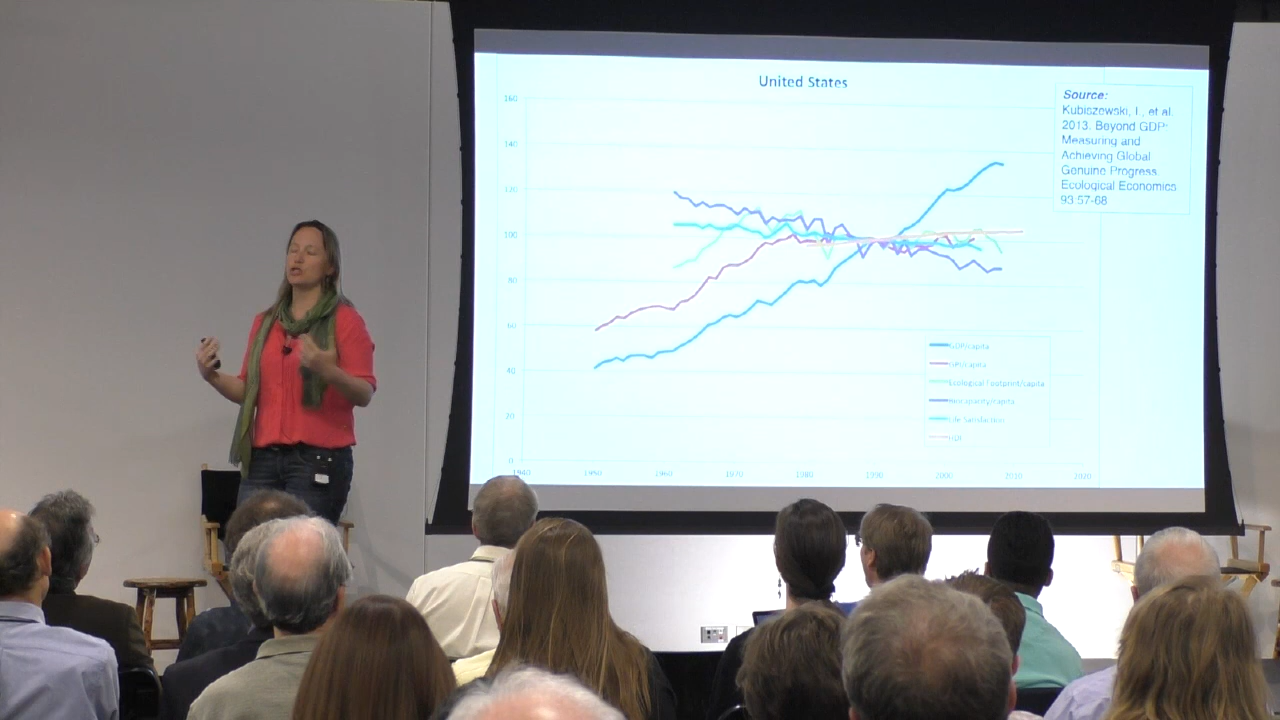 United States
Source:
Kubiszewski, I., et al.
2013. Beyond GDP:
Measuring and
Achieving Global
Genuine Progress.
Ecological Economics
93:57-68
160
140
120
100
80
60
40
20
0
1940 1950 1960 1970 1980 1990 2000 2010 2020
GDP/capita
GPI/capita
Ecological Footprint/capita
Biocapacity/capita
Life Satisfaction
HDI